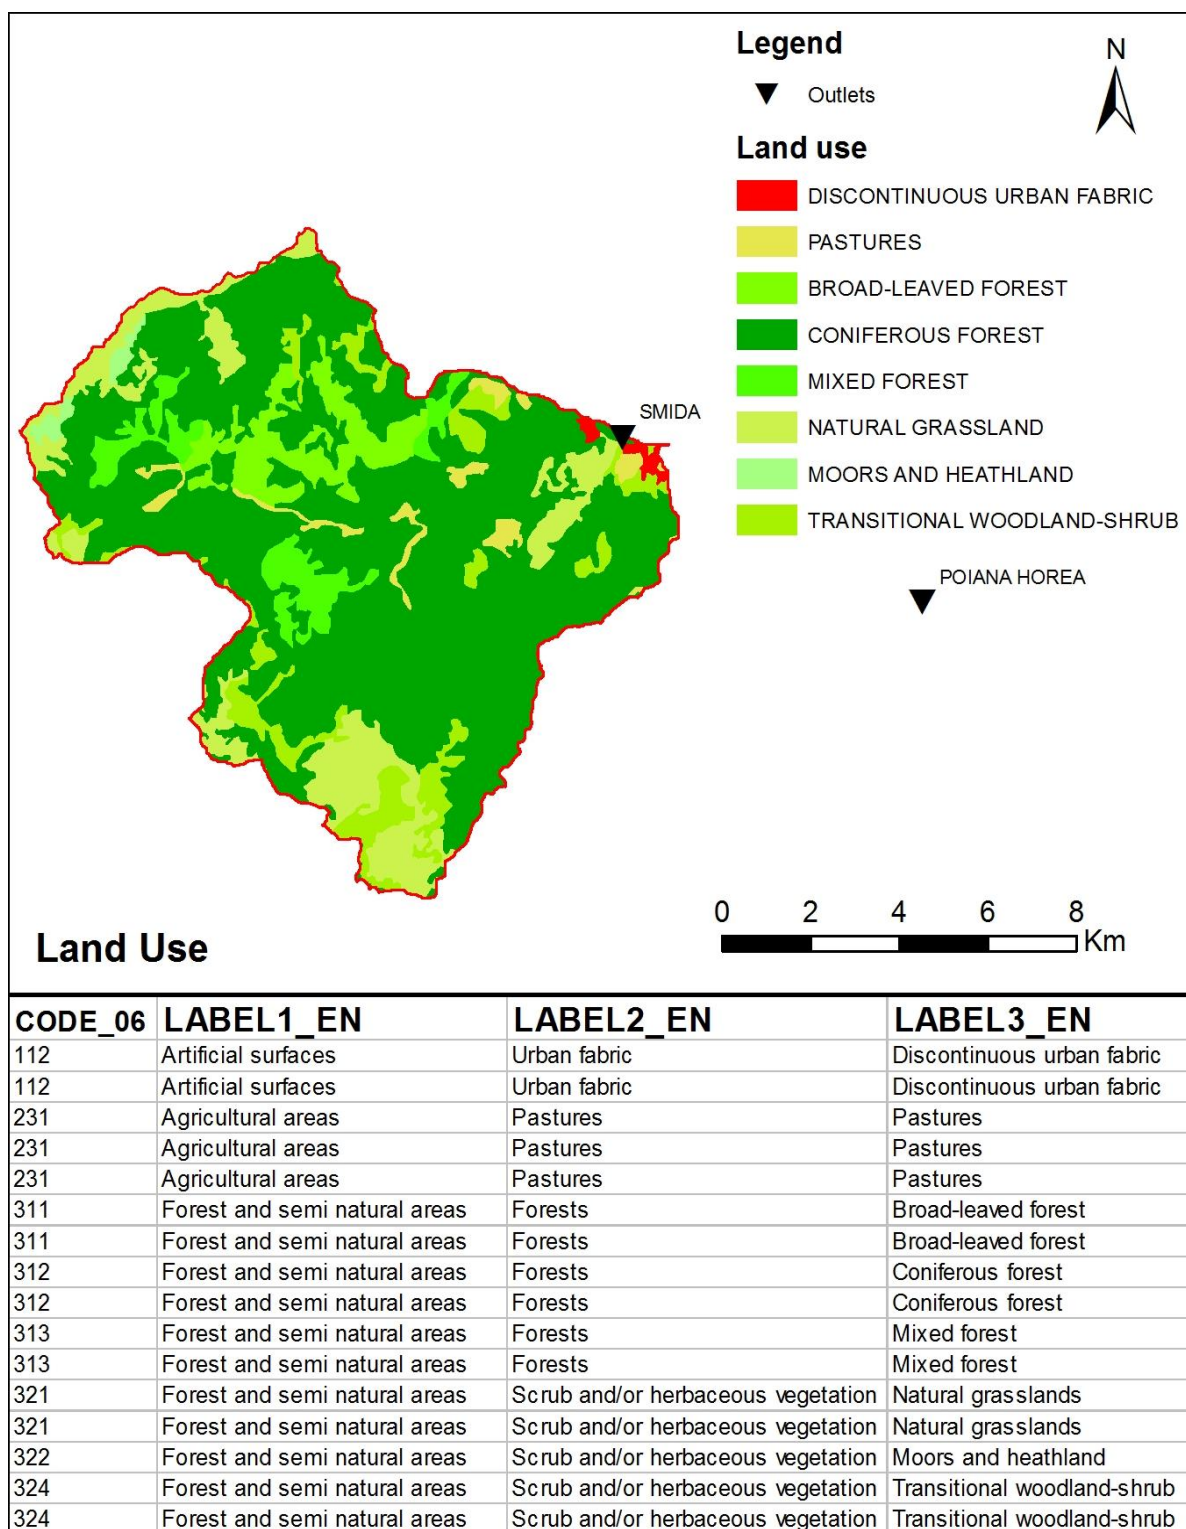 Legend
N
Outlets
Land use
DISCONTINUOUS URBAN FABRIC
PASTURES
BROAD-LEAVED FOREST
CONIFEROUS FOREST
MIXED FOREST
SMIDA
NATURAL GRASSLAND
MOORS AND HEATHLAND
TRANSITIONAL WOODLAND-SHRUB
POIANA HOREA
0 2 4 6 8
Km
Land Use
CODE_06 LABEL1_EN LABEL2_EN LABEL3_EN
112 Artificial surfaces Urban fabric Discontinuous urban fabric
112 Artificial surfaces Urban fabric Discontinuous urban fabric
231 Agricultural areas Pastures Pastures
231 Agricultural areas Pastures Pastures
231 Agricultural areas Pastures Pastures
311 Forest and semi natural areas Forests Broad-leaved forest
311 Forest and semi natural areas Forests Broad-leaved forest
312 Forest and semi natural areas Forests Coniferous forest
312 Forest and semi natural areas Forests Coniferous forest
313 Forest and semi natural areas Forests Mixed forest
313 Forest and semi natural areas Forests Mixed forest
321 Forest and semi natural areas Scrub and/or herbaceous vegetation Natural grasslands
321 Forest and semi natural areas Scrub and/or herbaceous vegetation Natural grasslands
322 Forest and semi natural areas Scrub and/or herbaceous vegetation Moors and heathland
324 Forest and semi natural areas Scrub and/or herbaceous vegetation Transitional woodland-shrub
324 Forest and semi natural areas Scrub and/or herbaceous vegetation Transitional woodland-shrub